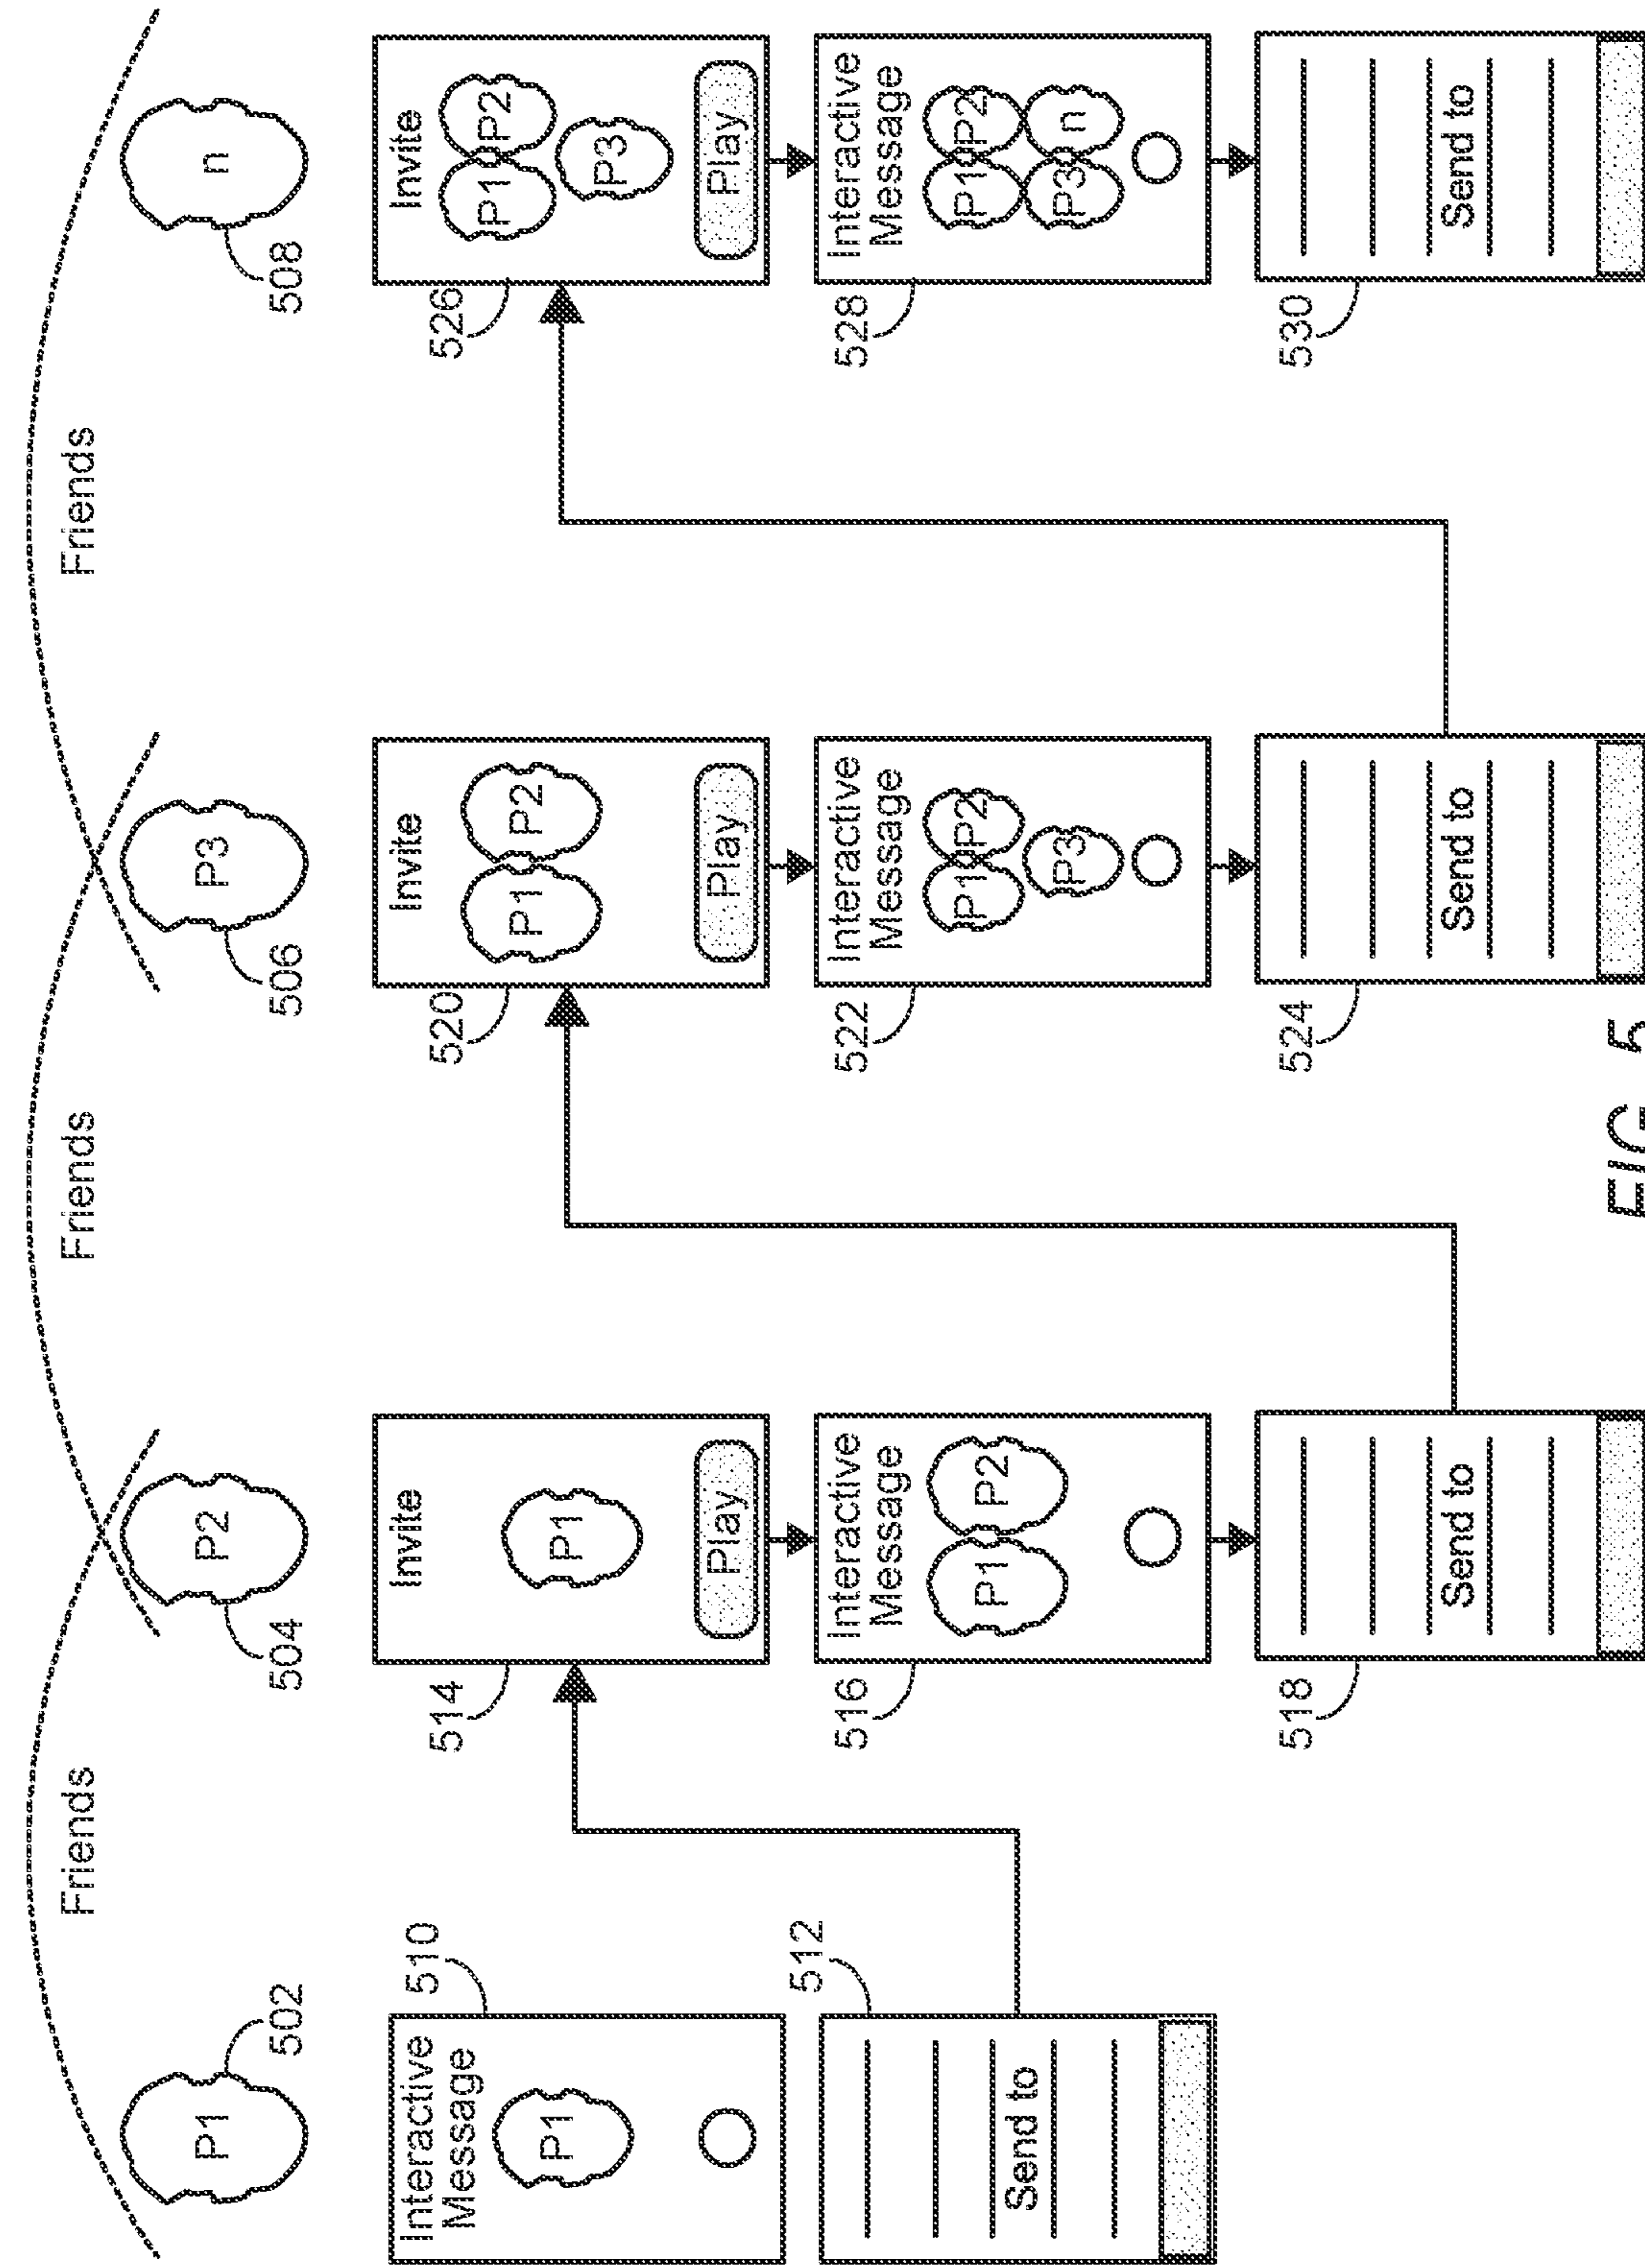 Friends
Friends
Friends
P1
P2
P3
n
502
504
506
508
510
Interactive
Message
P1
512
Send to
514
Invite
P1
Play
516
Interactive
Message
P1
P2
518
Send to
520
Invite
P1
P2
Play
522
Interactive
Message
P1
P2
P3
524
Send to
526
Invite
P1
P2
P3
Play
528
Interactive
Message
P1
P2
P3
n
530
Send to
FIG. 5